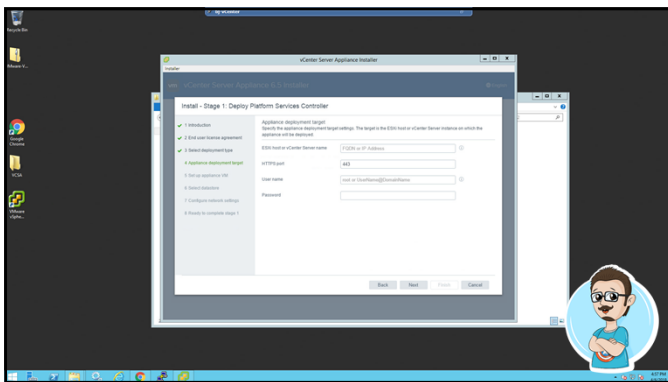 Recycle Bin
VMware-V...
Google
Chrome
VCSA
VMware
vSphe...
vCenter Server Appliance Installer
Installer
vm vCenter Server Appliance 6.5 Installer
Install - Stage 1: Deploy Platform Services Controller
1 Introduction
2 End user license agreement
3 Select deployment type
4 Appliance deployment target
5 Set up appliance VM
6 Select datastore
7 Configure network settings
8 Ready to complete stage 1
Appliance deployment target
Specify the appliance deployment target settings. The target is the ESXi host or vCenter Server instance on which the
appliance will be deployed.
ESXi host or vCenter Server name
FQDN or IP Address
HTTPS port
443
User name
root or UserName@DomainName
Password
Back
Next
Finish
Cancel
4:57 PM